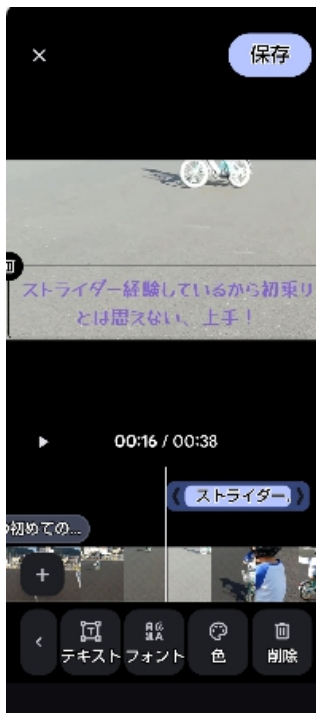 保存
ストライダー経験しているから初乗り
とは思えない、上手！
00:16 / 00:38
ストライダー
初めての...
テキスト
フォント
色
削除